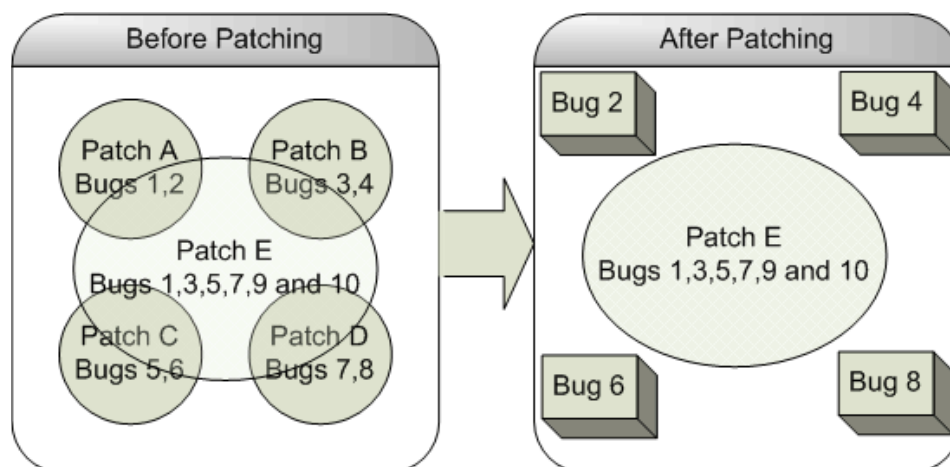 Before Patching
Patch A
Bugs 1,2
Patch B
Bugs 3,4
Patch E
Bugs 1,3,5,7,9 and 10
Patch C
Bugs 5,6
Patch D
Bugs 7,8
After Patching
Bug 2
Bug 4
Patch E
Bugs 1,3,5,7,9 and 10
Bug 6
Bug 8